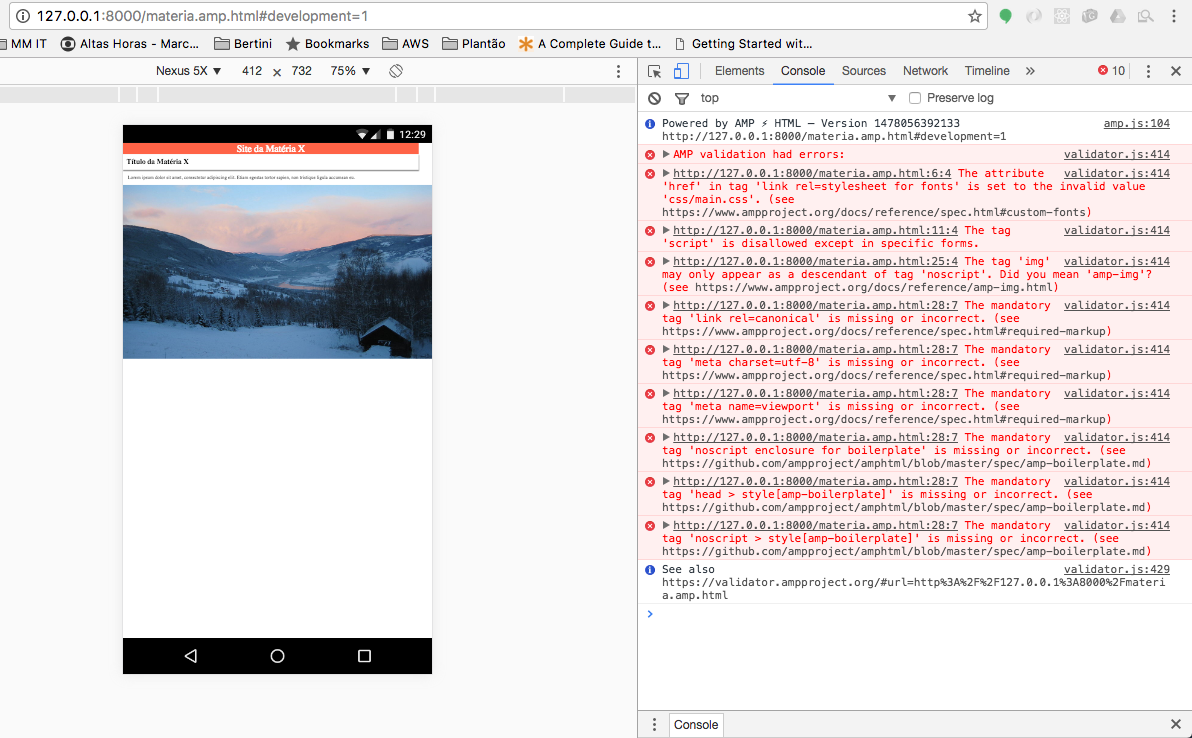 127.0.0.1:8000/materia.amp.html#development=1
MM IT Altas Horas - Marc... Bertini Bookmarks AWS Plantão A Complete Guide t... Getting Started wit...
Nexus 5X ▼ 412 × 732 75% ▼
12:29
Site da Matéria X
Título da Matéria X
Lorem ipsum dolor sit amet, consectetur adipiscing elit. Etiam egestas tortor sapien, non tristique ligula accumsan eu.
Elements Console Sources Network Timeline » 10
top ▼ Preserve log
Powered by AMP ⚡ HTML – Version 1478056392133 amp.js:104
http://127.0.0.1:8000/materia.amp.html#development=1
AMP validation had errors: validator.js:414
http://127.0.0.1:8000/materia.amp.html:6:4 The attribute validator.js:414
'href' in tag 'link rel=stylesheet for fonts' is set to the invalid value
'css/main.css'. (see
https://www.ampproject.org/docs/reference/spec.html#custom-fonts)
http://127.0.0.1:8000/materia.amp.html:11:4 The tag validator.js:414
'script' is disallowed except in specific forms.
http://127.0.0.1:8000/materia.amp.html:25:4 The tag 'img' validator.js:414
may only appear as a descendant of tag 'noscript'. Did you mean 'amp-img'?
(see https://www.ampproject.org/docs/reference/amp-img.html)
http://127.0.0.1:8000/materia.amp.html:28:7 The mandatory validator.js:414
tag 'link rel=canonical' is missing or incorrect. (see
https://www.ampproject.org/docs/reference/spec.html#required-markup)
http://127.0.0.1:8000/materia.amp.html:28:7 The mandatory validator.js:414
tag 'meta charset=utf-8' is missing or incorrect. (see
https://www.ampproject.org/docs/reference/spec.html#required-markup)
http://127.0.0.1:8000/materia.amp.html:28:7 The mandatory validator.js:414
tag 'meta name=viewport' is missing or incorrect. (see
https://www.ampproject.org/docs/reference/spec.html#required-markup)
http://127.0.0.1:8000/materia.amp.html:28:7 The mandatory validator.js:414
tag 'noscript enclosure for boilerplate' is missing or incorrect. (see
https://github.com/ampproject/amphtml/blob/master/spec/amp-boilerplate.md)
http://127.0.0.1:8000/materia.amp.html:28:7 The mandatory validator.js:414
tag 'head > style[amp-boilerplate]' is missing or incorrect. (see
https://github.com/ampproject/amphtml/blob/master/spec/amp-boilerplate.md)
http://127.0.0.1:8000/materia.amp.html:28:7 The mandatory validator.js:414
tag 'noscript > style[amp-boilerplate]' is missing or incorrect. (see
https://github.com/ampproject/amphtml/blob/master/spec/amp-boilerplate.md)
See also validator.js:429
https://validator.ampproject.org/#url=http%3A%2F%2F127.0.0.1%3A8000%2Fmateri
a.amp.html
Console